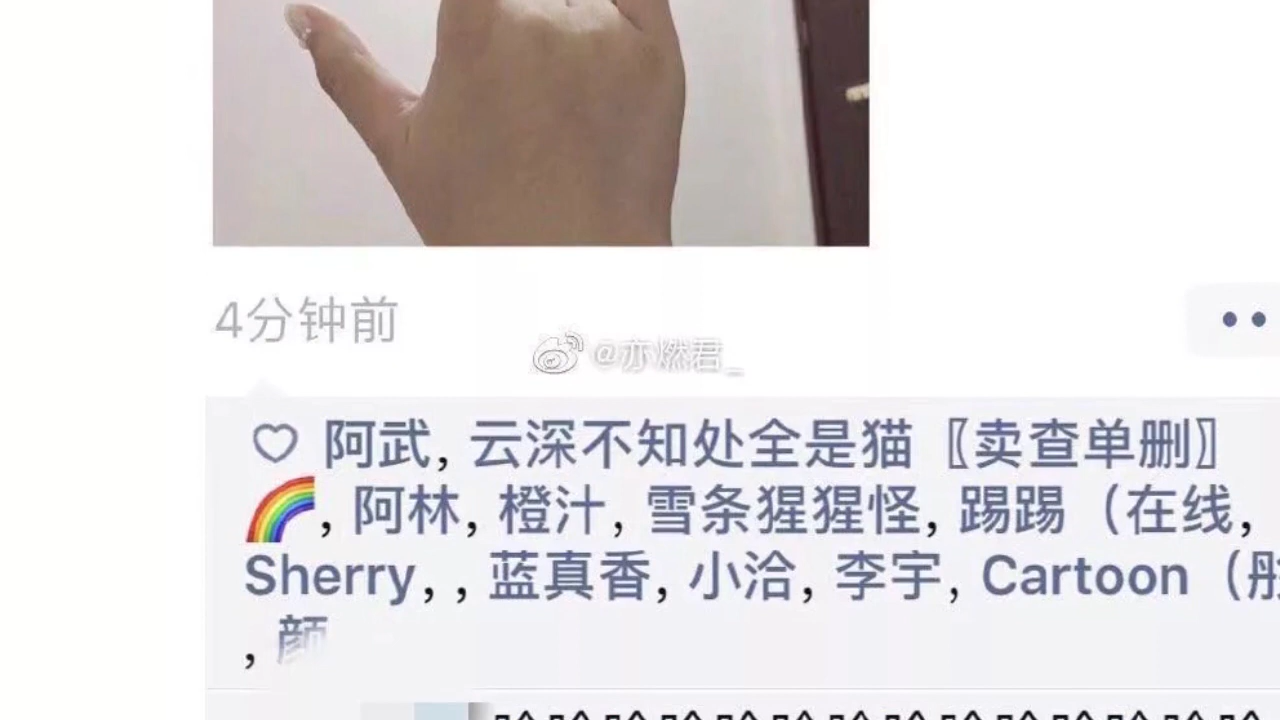 4分钟前
@亦燃君_
阿武, 云深不知处全是猫〖卖查单删〗
🌈, 阿林, 橙汁, 雪条猩猩怪, 踢踢（在线,
Sherry, , 蓝真香, 小洽, 李宇, Cartoon（彤
, 颜